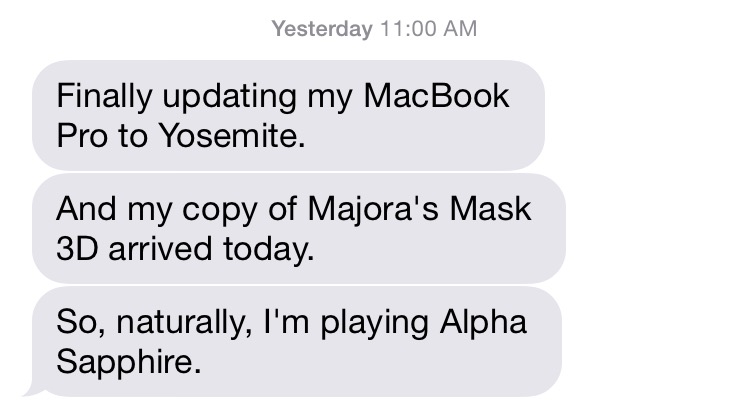 Yesterday 11:00 AM
Finally updating my MacBook
Pro to Yosemite.
And my copy of Majora's Mask
3D arrived today.
So, naturally, I'm playing Alpha
Sapphire.